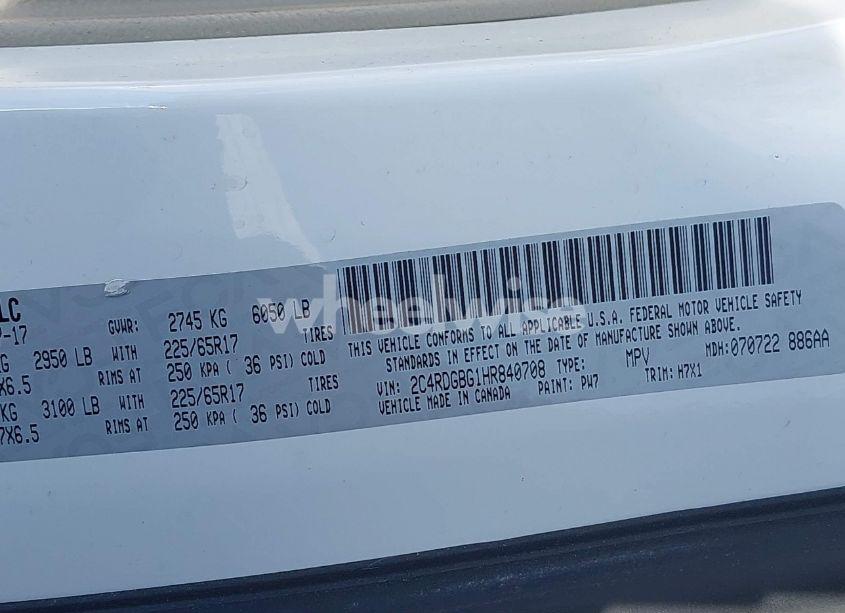 LC
-17
GVWR: 2745 KG 6050 LB
KG 2950 LB WITH 225/65R17 TIRES
7X6.5 RIMS AT 250 KPA ( 36 PSI) COLD
KG 3100 LB WITH 225/65R17 TIRES
7X6.5 RIMS AT 250 KPA ( 36 PSI) COLD
THIS VEHICLE CONFORMS TO ALL APPLICABLE U.S.A. FEDERAL MOTOR VEHICLE SAFETY
STANDARDS IN EFFECT ON THE DATE OF MANUFACTURE SHOWN ABOVE.
VIN: 2C4RDGBG1HR840708 TYPE: MPV MDH: 070722 886AA
VEHICLE MADE IN CANADA PAINT: PW7 TRIM: H7X1
wheelwise